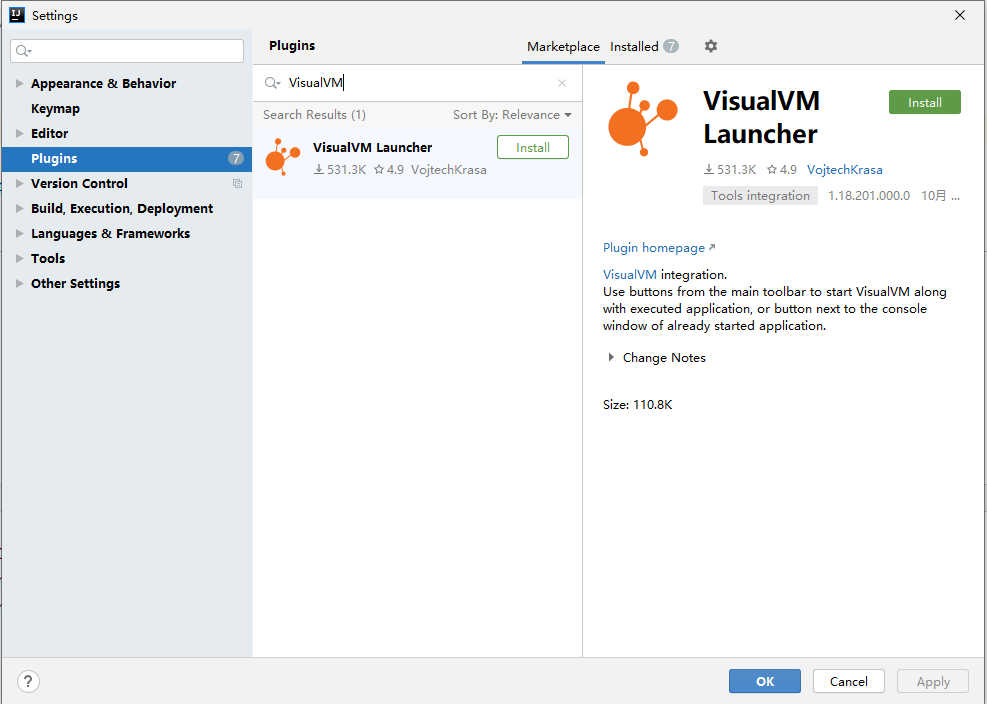 IJ Settings
Plugins Marketplace Installed 7
VisualVM
Search Results (1) Sort By: Relevance
VisualVM Launcher Install
531.3K 4.9 VojtechKrasa
Appearance & Behavior
Keymap
Editor
Plugins 7
Version Control
Build, Execution, Deployment
Languages & Frameworks
Tools
Other Settings
VisualVM
Launcher
Install
531.3K 4.9 VojtechKrasa
Tools integration 1.18.201.000.0 10月 ...
Plugin homepage
VisualVM integration.
Use buttons from the main toolbar to start VisualVM along
with executed application, or button next to the console
window of already started application.
Change Notes
Size: 110.8K
? OK Cancel Apply